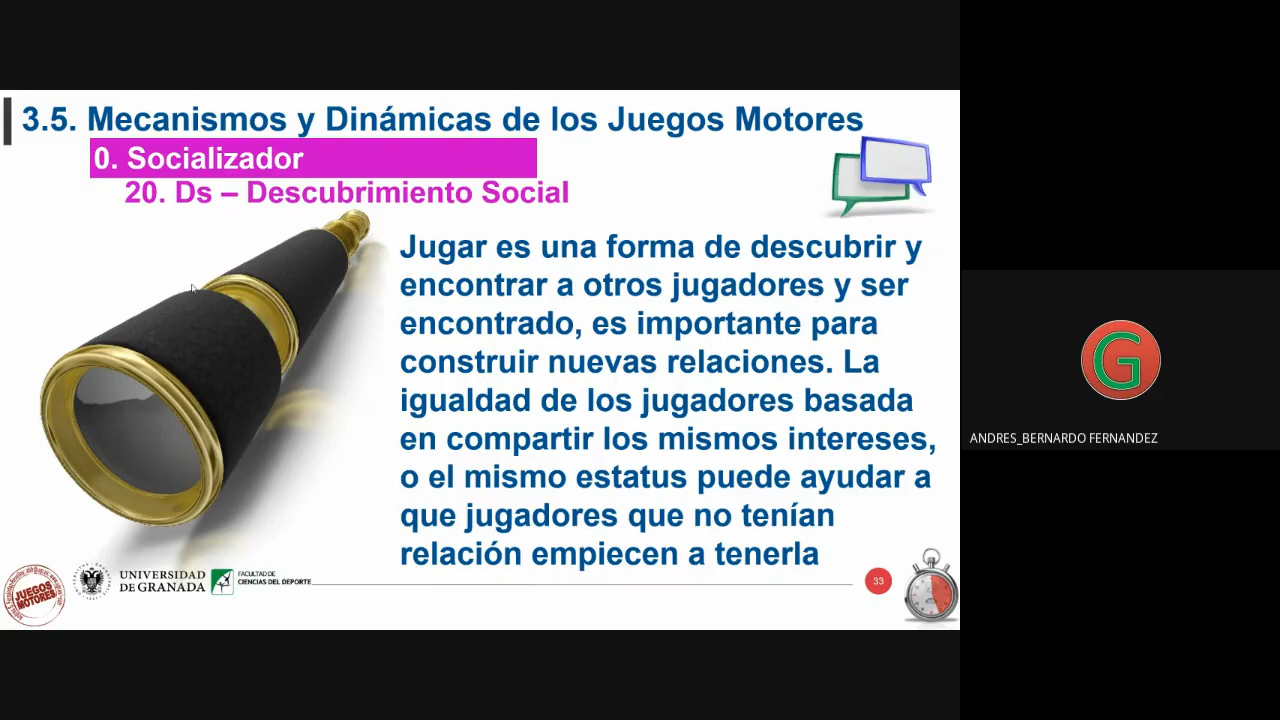 3.5. Mecanismos y Dinámicas de los Juegos Motores
0. Socializador
20. Ds – Descubrimiento Social
Jugar es una forma de descubrir y
encontrar a otros jugadores y ser
encontrado, es importante para
construir nuevas relaciones. La
igualdad de los jugadores basada
en compartir los mismos intereses,
o el mismo estatus puede ayudar a
que jugadores que no tenían
relación empiecen a tenerla
JUEGOS
MOTORES
UNIVERSIDAD
DE GRANADA
FACULTAD DE
CIENCIAS DEL DEPORTE
33
G
ANDRES_BERNARDO FERNANDEZ